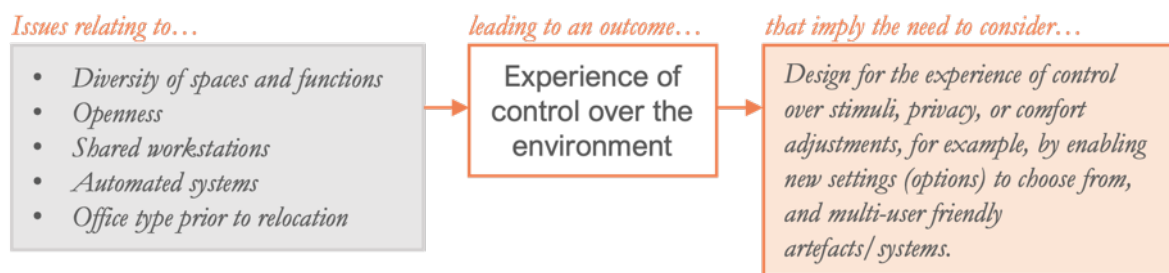 Issues relating to…
• Diversity of spaces and functions
• Openness
• Shared workstations
• Automated systems
• Office type prior to relocation
leading to an outcome…
Experience of
control over the
environment
that imply the need to consider…
Design for the experience of control
over stimuli, privacy, or comfort
adjustments, for example, by enabling
new settings (options) to choose from,
and multi-user friendly
artefacts/systems.